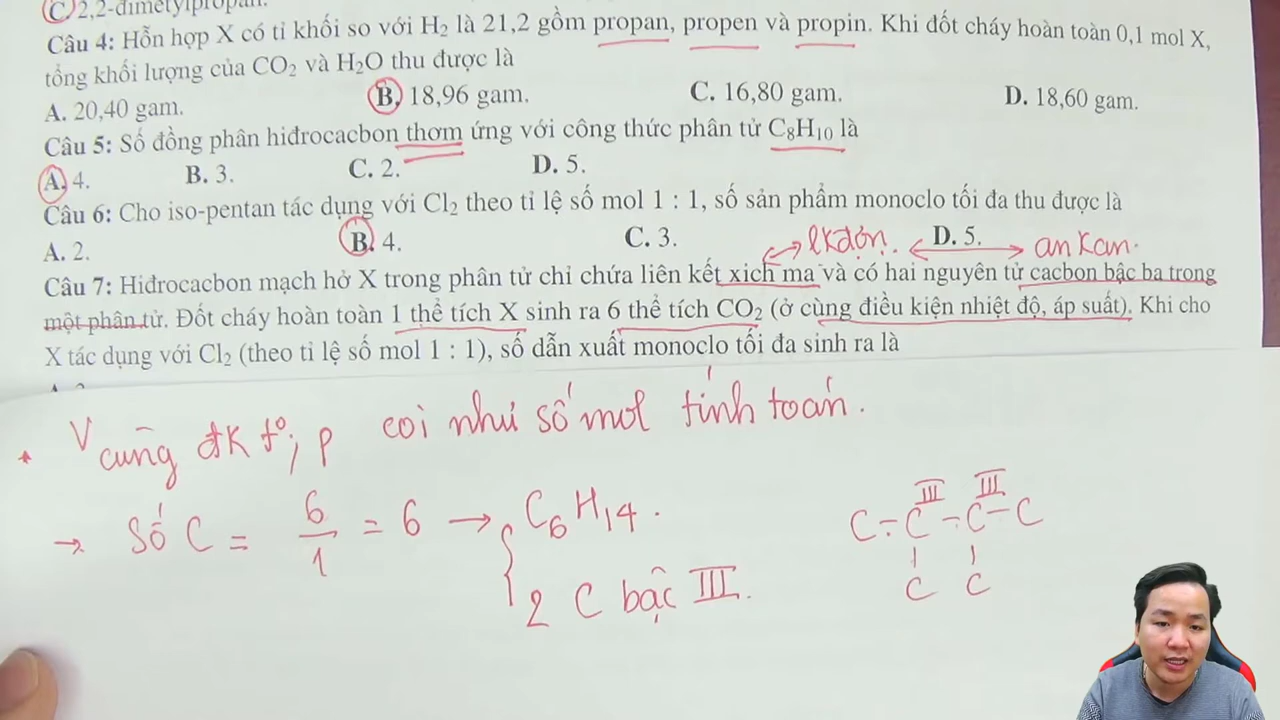 C. 2,2-đimetylpropan.
Câu 4: Hỗn hợp X có tỉ khối so với H₂ là 21,2 gồm propan, propen và propin. Khi đốt cháy hoàn toàn 0,1 mol X,
tổng khối lượng của CO₂ và H₂O thu được là
A. 20,40 gam. B. 18,96 gam. C. 16,80 gam. D. 18,60 gam.
Câu 5: Số đồng phân hiđrocacbon thơm ứng với công thức phân tử C₈H₁₀ là
A. 4. B. 3. C. 2. D. 5.
Câu 6: Cho iso-pentan tác dụng với Cl₂ theo tỉ lệ số mol 1 : 1, số sản phẩm monoclo tối đa thu được là
A. 2. B. 4. C. 3. D. 5.
lk đơn. ankan.
Câu 7: Hiđrocacbon mạch hở X trong phân tử chỉ chứa liên kết xích ma và có hai nguyên tử cacbon bậc ba trong
một phân tử. Đốt cháy hoàn toàn 1 thể tích X sinh ra 6 thể tích CO₂ (ở cùng điều kiện nhiệt độ, áp suất). Khi cho
X tác dụng với Cl₂ (theo tỉ lệ số mol 1 : 1), số dẫn xuất monoclo tối đa sinh ra là
V cùng đk t°; p coi như số mol tính toán.
→ Số C = 6/1 = 6 → C₆H₁₄.
2 C bậc III.
III III
C - C - C - C
C C